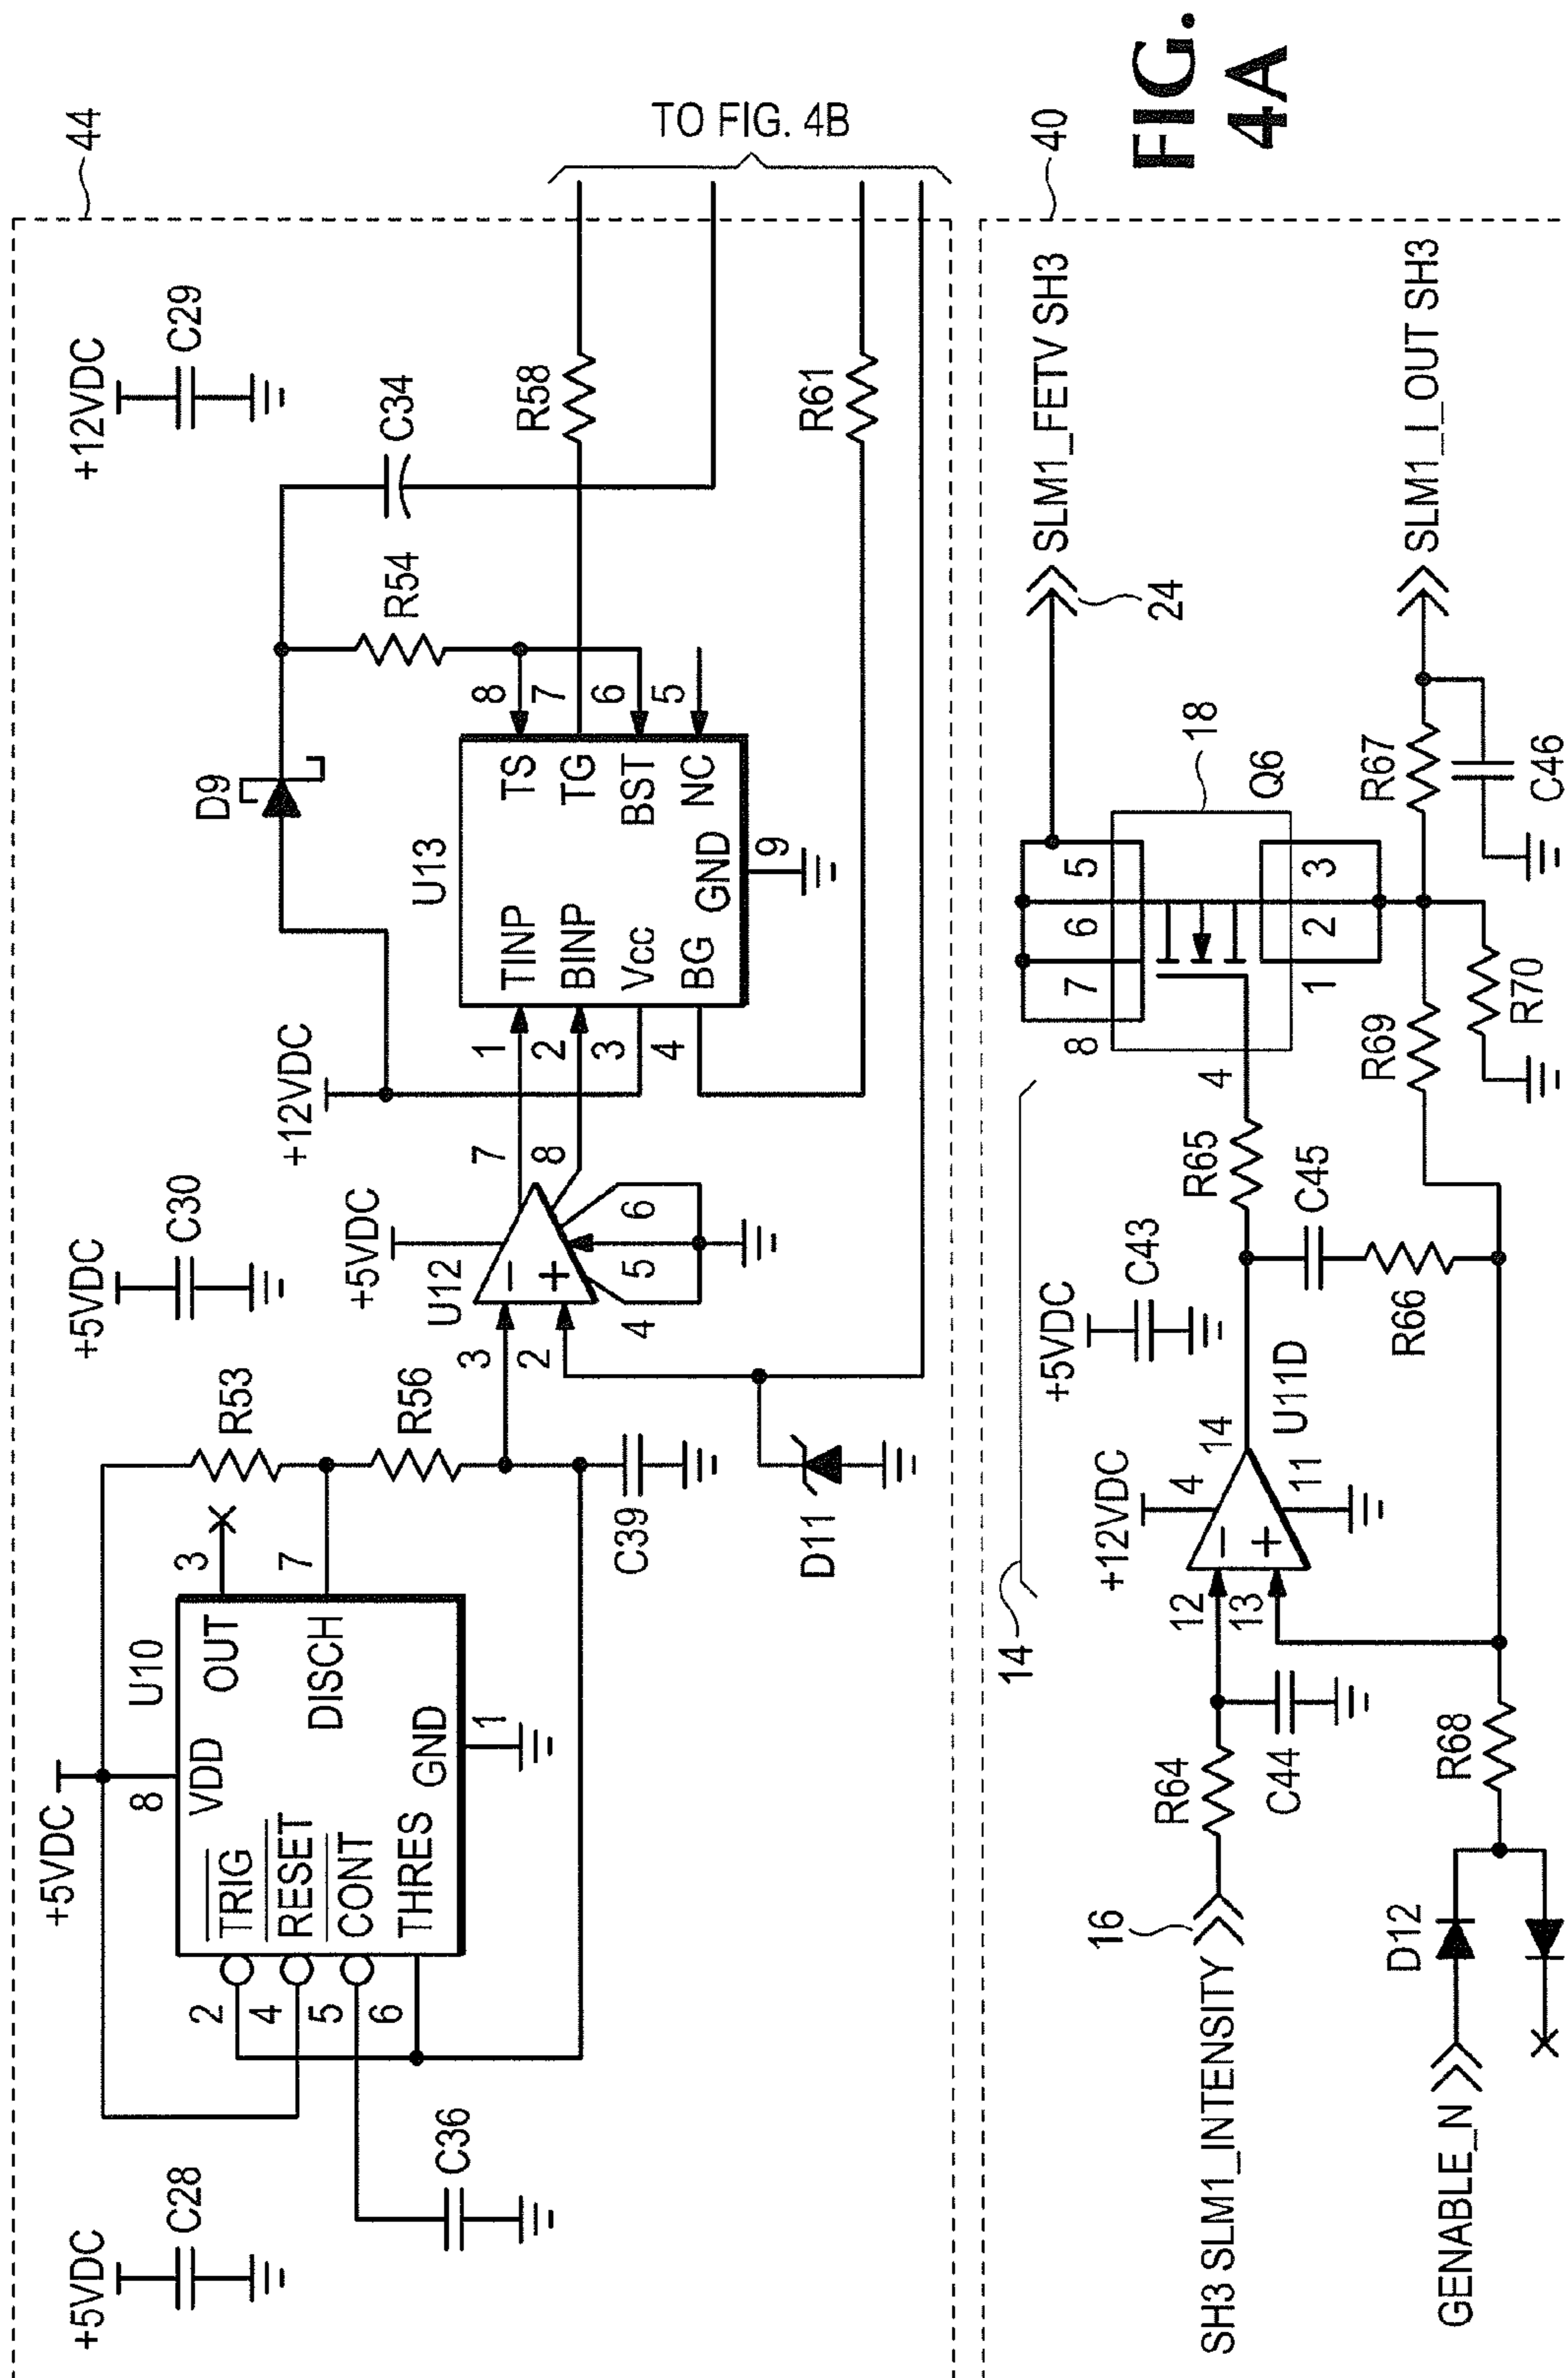 44
+5VDC
C28
+5VDC
8
VDD
U10
TRIG
RESET
CONT
THRES
OUT
DISCH
GND
2
4
5
6
3
7
1
C36
R53
R56
C39
+5VDC
C30
+5VDC
U12
3
2
−
+
7
8
4
5
6
D11
+12VDC
D9
U13
TINP
BINP
Vcc
BG
TS
TG
BST
NC
GND
1
2
3
4
8
7
6
5
9
R54
C34
+12VDC
C29
R58
R61
TO FIG. 4B
40
14
SH3 SLM1_INTENSITY
16
R64
C44
12
13
−
+
+12VDC
4
14
11
U11D
+5VDC
C43
R65
C45
R66
GENABLE_N
D12
R68
R69
R70
4
8
7
6
5
1
2
3
18
Q6
R67
C46
24
SLM1_FETV SH3
SLM1_I_OUT SH3
FIG.
4A